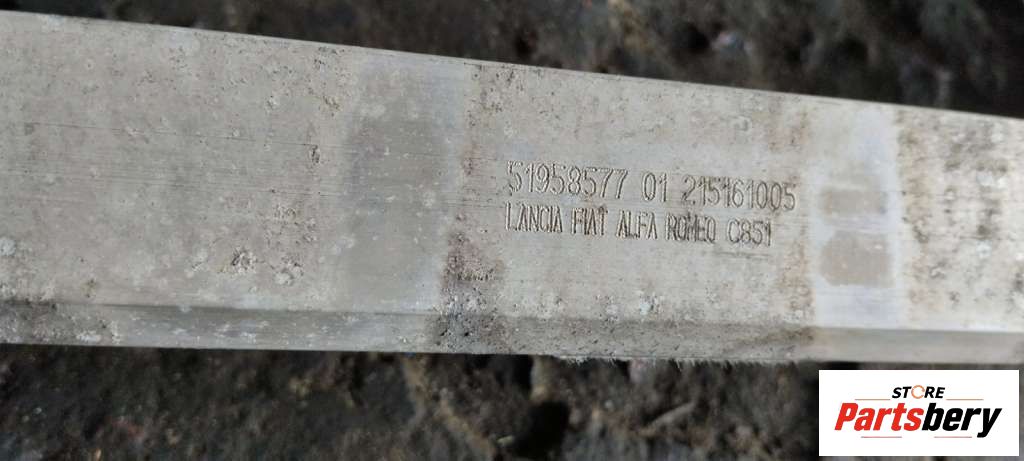 51958577 01 215161005
LANCIA FIAT ALFA ROMEO C851
STORE
Partsbery